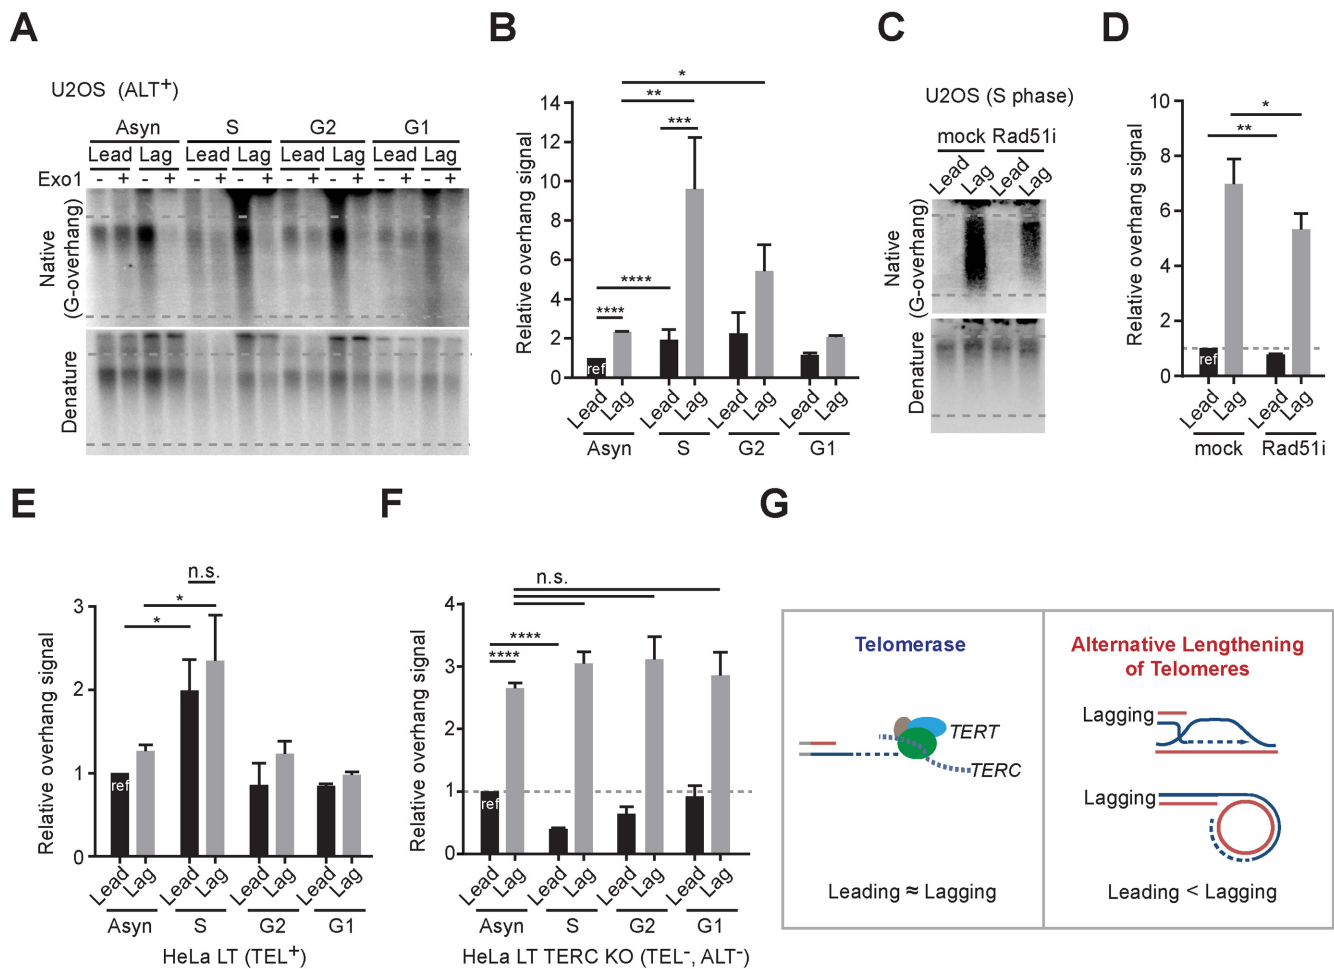 A
U2OS (ALT+)
Asyn S G2 G1
Lead Lag Lead Lag Lead Lag Lead Lag
Exo1 - + - + - + - + - + - + - + - +
Native
(G-overhang)
Denature
B
Relative overhang signal
14
12
10
8
6
4
2
0
*
**
***
****
****
ref
Lead Lag Lead Lag Lead Lag Lead Lag
Asyn S G2 G1
C
U2OS (S phase)
mock Rad51i
Lead Lag Lead Lag
Native
(G-overhang)
Denature
D
Relative overhang signal
10
8
6
4
2
0
*
**
ref
Lead Lag Lead Lag
mock Rad51i
E
Relative overhang signal
3
2
1
0
n.s.
*
*
ref
Lead Lag Lead Lag Lead Lag Lead Lag
Asyn S G2 G1
HeLa LT (TEL+)
F
Relative overhang signal
4
3
2
1
0
n.s.
****
****
ref
Lead Lag Lead Lag Lead Lag Lead Lag
Asyn S G2 G1
HeLa LT TERC KO (TEL-, ALT-)
G
Telomerase
TERT
TERC
Leading ≈ Lagging
Alternative Lengthening
of Telomeres
Lagging
Lagging
Leading < Lagging